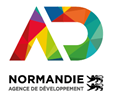 AD
NORMANDIE
AGENCE DE DÉVELOPPEMENT